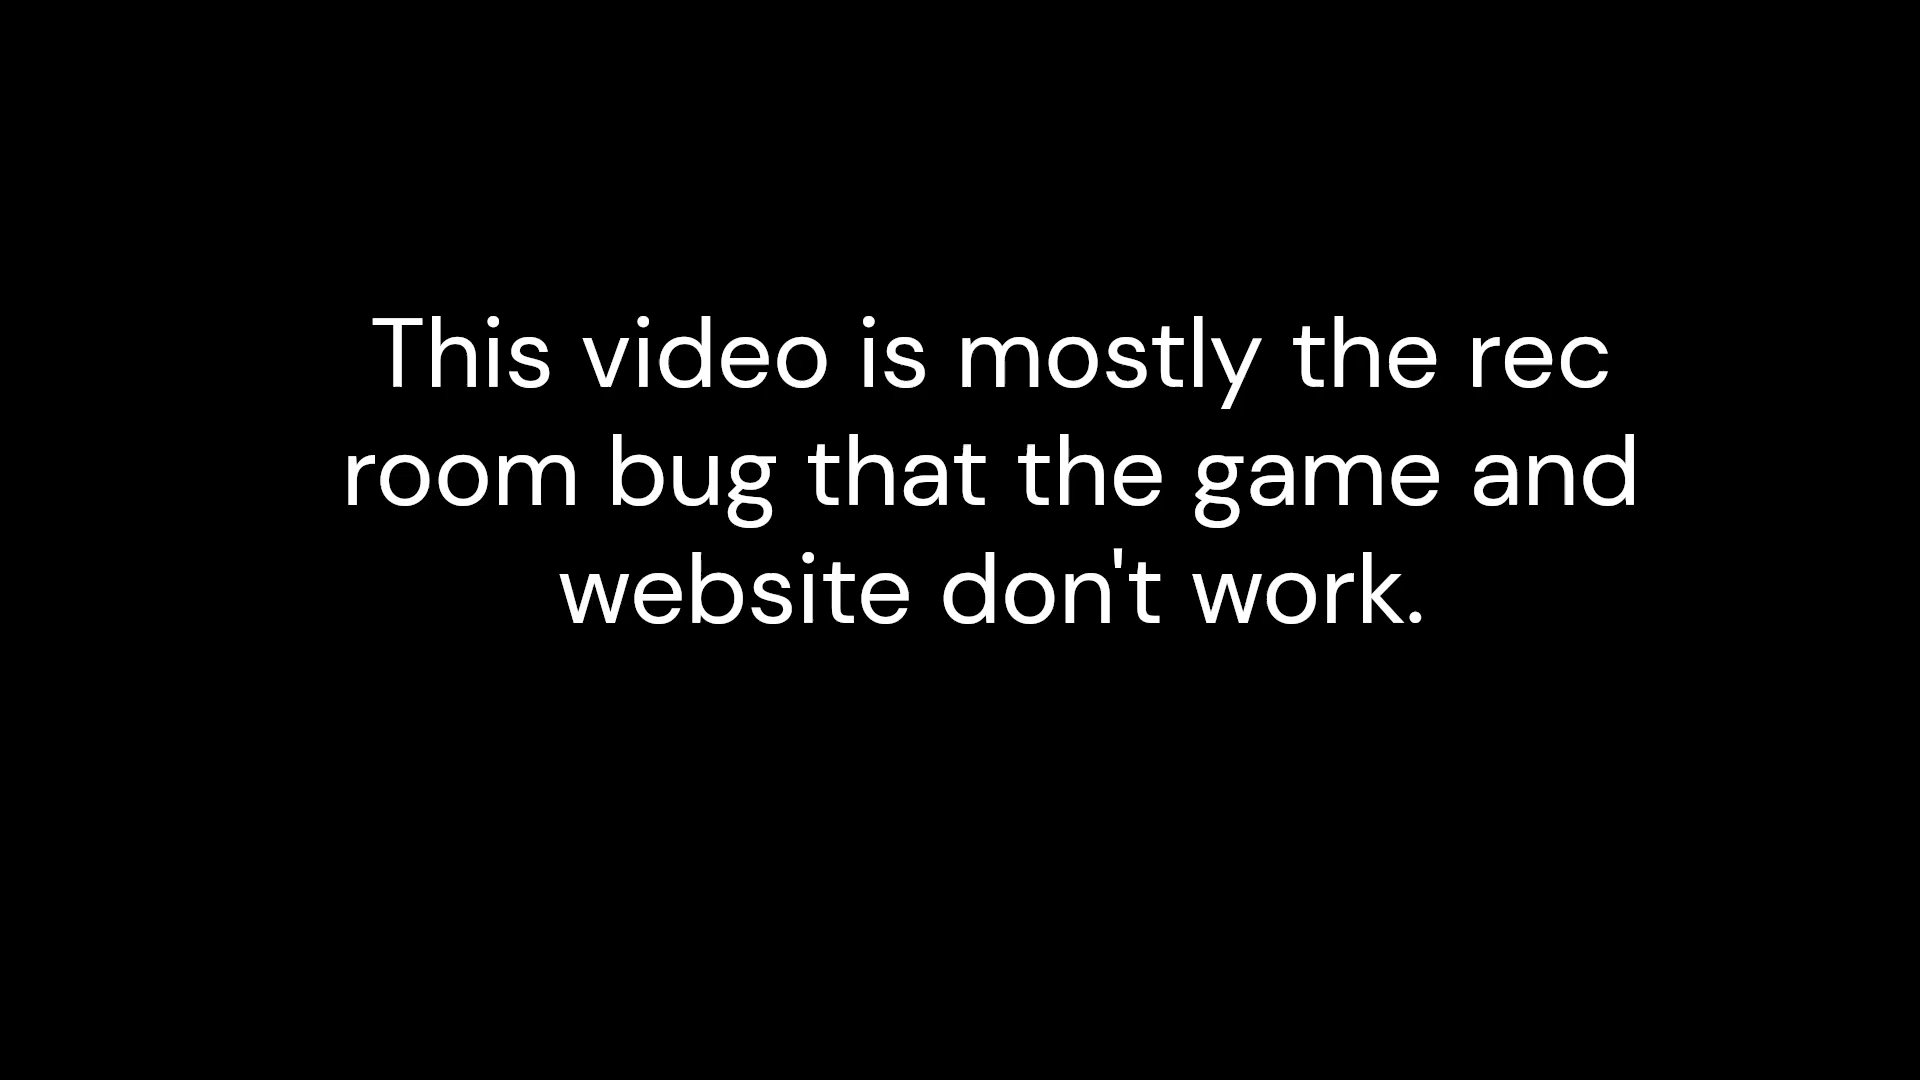 This video is mostly the rec
room bug that the game and
website don't work.